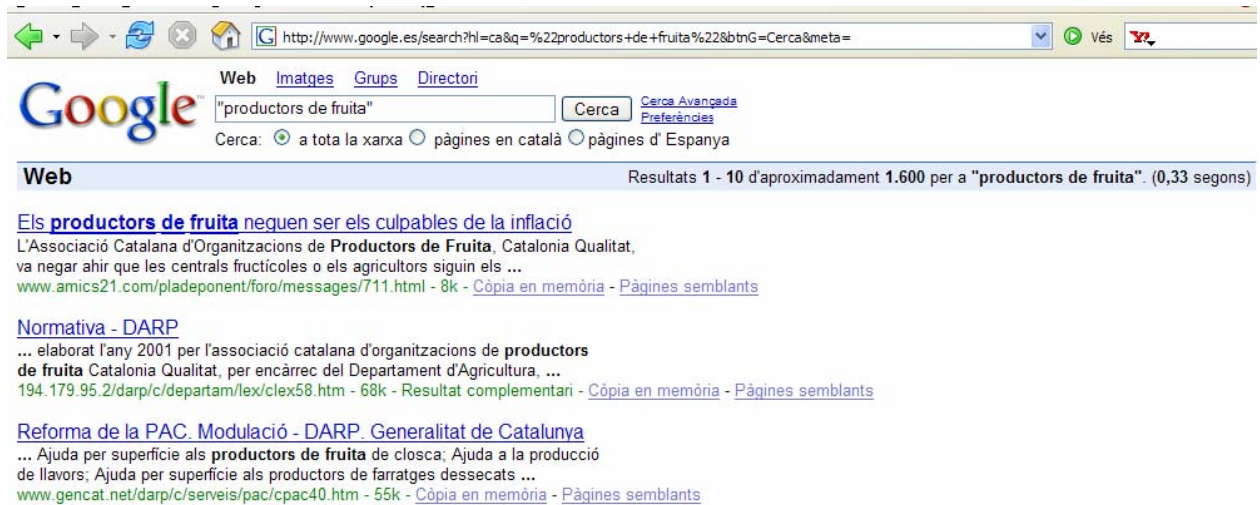 http://www.google.es/search?hl=ca&q=%22productors+de+fruita%22&btnG=Cerca&meta=
Vés
Google™
Web Imatges Grups Directori
"productors de fruita"
Cerca
Cerca Avançada
Preferències
Cerca: a tota la xarxa pàgines en català pàgines d' Espanya
Web
Resultats 1 - 10 d'aproximadament 1.600 per a "productors de fruita". (0,33 segons)
Els productors de fruita neguen ser els culpables de la inflació
L'Associació Catalana d'Organitzacions de Productors de Fruita, Catalonia Qualitat,
va negar ahir que les centrals fructícoles o els agricultors siguin els ...
www.amics21.com/pladeponent/foro/messages/711.html - 8k - Còpia en memòria - Pàgines semblants
Normativa - DARP
... elaborat l'any 2001 per l'associació catalana d'organitzacions de productors
de fruita Catalonia Qualitat, per encàrrec del Departament d'Agricultura, ...
194.179.95.2/darp/c/departam/lex/clex58.htm - 68k - Resultat complementari - Còpia en memòria - Pàgines semblants
Reforma de la PAC. Modulació - DARP. Generalitat de Catalunya
... Ajuda per superfície als productors de fruita de closca; Ajuda a la producció
de llavors; Ajuda per superfície als productors de farratges dessecats ...
www.gencat.net/darp/c/serveis/pac/cpac40.htm - 55k - Còpia en memòria - Pàgines semblants